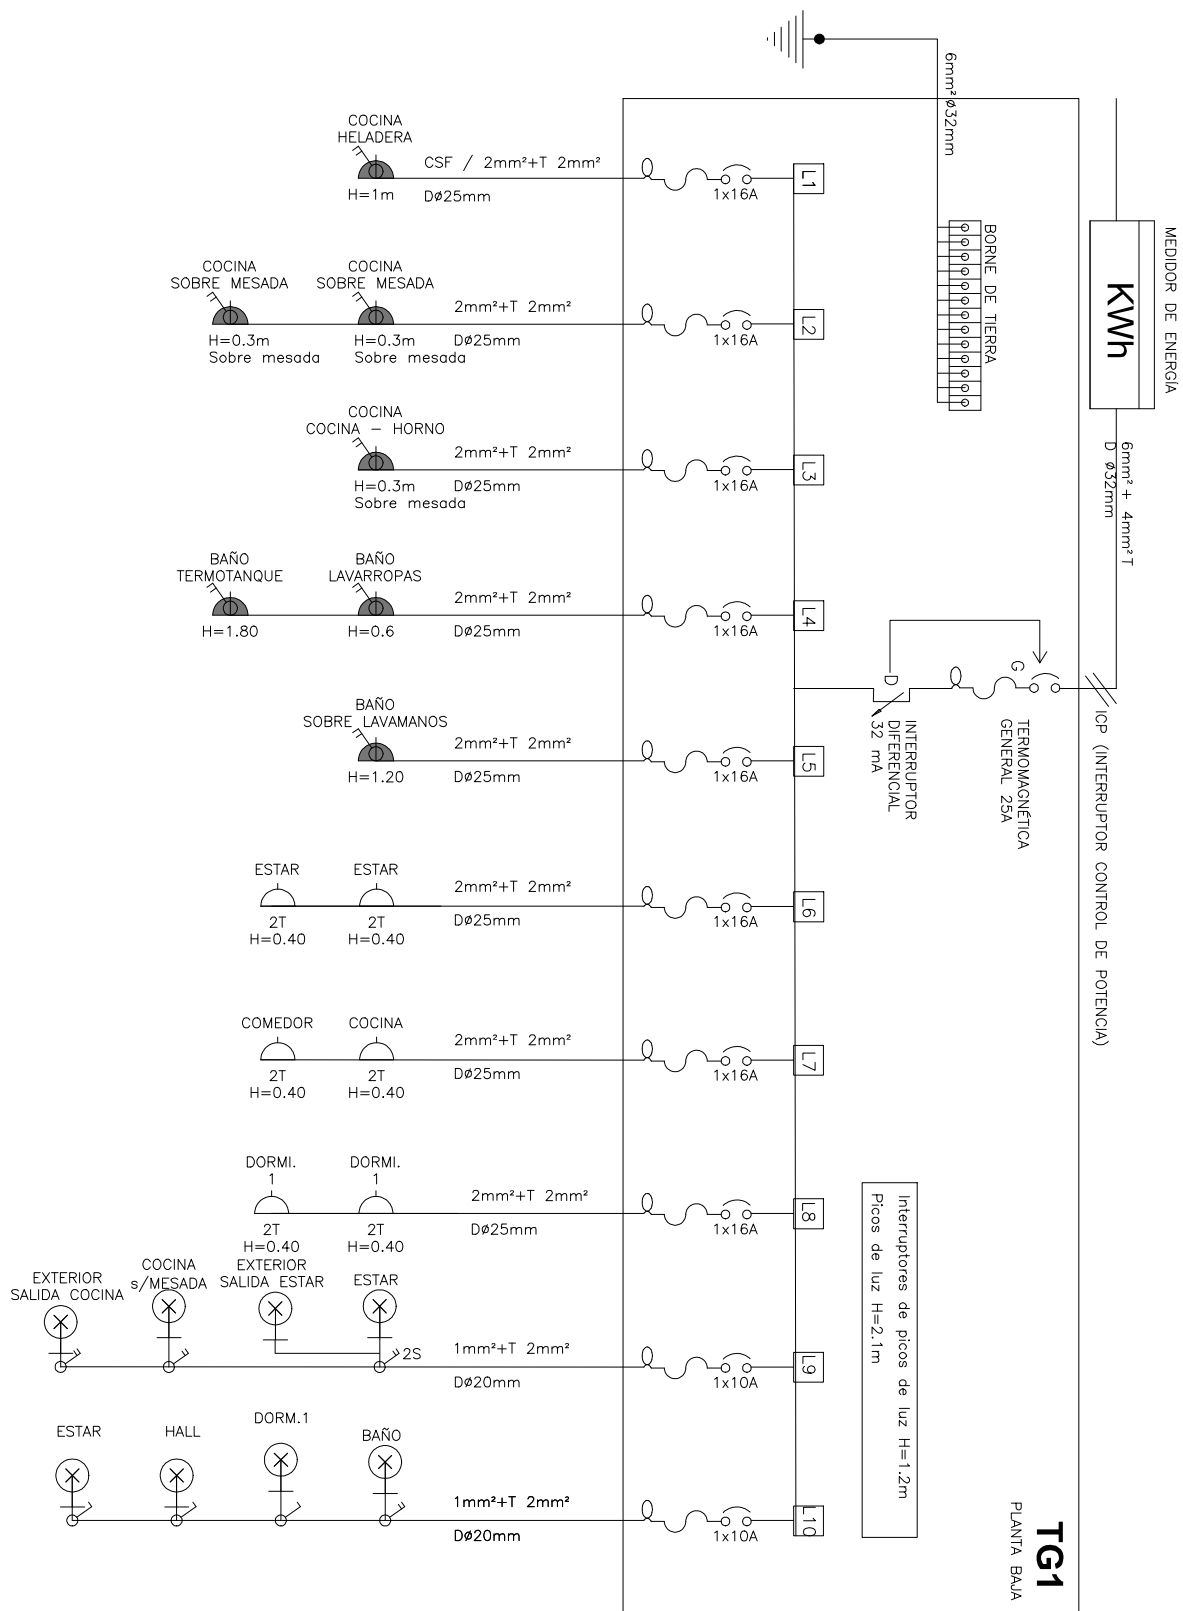 6mm² ø32mm
MEDIDOR DE ENERGÍA
KWh
BORNE DE TIERRA
6mm² + 4mm² T
D ø32mm
ICP (INTERRUPTOR CONTROL DE POTENCIA)
G
TERMOMAGNÉTICA
GENERAL 25A
D
INTERRUPTOR
DIFERENCIAL
32 mA
COCINA
HELADERA
H=1m
CSF / 2mm²+T 2mm²
Dø25mm
1x16A
L1
COCINA
SOBRE MESADA
H=0.3m
Sobre mesada
COCINA
SOBRE MESADA
H=0.3m
Sobre mesada
2mm²+T 2mm²
Dø25mm
1x16A
L2
COCINA
COCINA - HORNO
H=0.3m
Sobre mesada
2mm²+T 2mm²
Dø25mm
1x16A
L3
BAÑO
TERMOTANQUE
H=1.80
BAÑO
LAVARROPAS
H=0.6
2mm²+T 2mm²
Dø25mm
1x16A
L4
BAÑO
SOBRE LAVAMANOS
H=1.20
2mm²+T 2mm²
Dø25mm
1x16A
L5
ESTAR
2T
H=0.40
ESTAR
2T
H=0.40
2mm²+T 2mm²
Dø25mm
1x16A
L6
COMEDOR
2T
H=0.40
COCINA
2T
H=0.40
2mm²+T 2mm²
Dø25mm
1x16A
L7
DORMI.
1
2T
H=0.40
DORMI.
1
2T
H=0.40
2mm²+T 2mm²
Dø25mm
1x16A
L8
EXTERIOR
SALIDA COCINA
COCINA
s/MESADA
EXTERIOR
SALIDA ESTAR
ESTAR
2S
1mm²+T 2mm²
Dø20mm
1x10A
L9
ESTAR
HALL
DORM.1
BAÑO
1mm²+T 2mm²
Dø20mm
1x10A
L10
Interruptores de picos de luz H=1.2m
Picos de luz H=2.1m
TG1
PLANTA BAJA